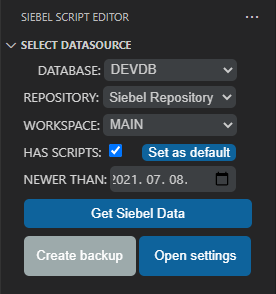 SIEBEL SCRIPT EDITOR ...
SELECT DATASOURCE
DATABASE: DEVDB
REPOSITORY: Siebel Repository
WORKSPACE: MAIN
HAS SCRIPTS: Set as default
NEWER THAN: 2021. 07. 08.
Get Siebel Data
Create backup Open settings